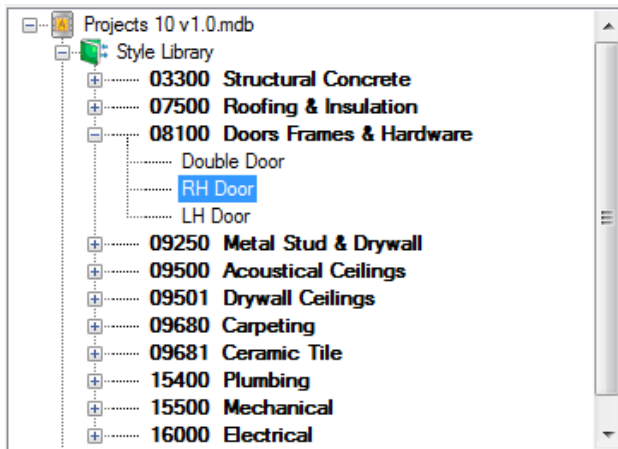 Projects 10 v1.0.mdb
Style Library
03300 Structural Concrete
07500 Roofing & Insulation
08100 Doors Frames & Hardware
Double Door
RH Door
LH Door
09250 Metal Stud & Drywall
09500 Acoustical Ceilings
09501 Drywall Ceilings
09680 Carpeting
09681 Ceramic Tile
15400 Plumbing
15500 Mechanical
16000 Electrical